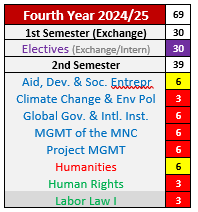 Fourth Year 2024/25 69
1st Semester (Exchange) 30
Electives (Exchange/Intern) 30
2nd Semester 39
Aid, Dev. & Soc. Entrepr. 6
Climate Change & Env Pol 3
Global Gov. & Intl. Inst. 3
MGMT of the MNC 6
Project MGMT 6
Humanities 6
Human Rights 3
Labor Law I 3